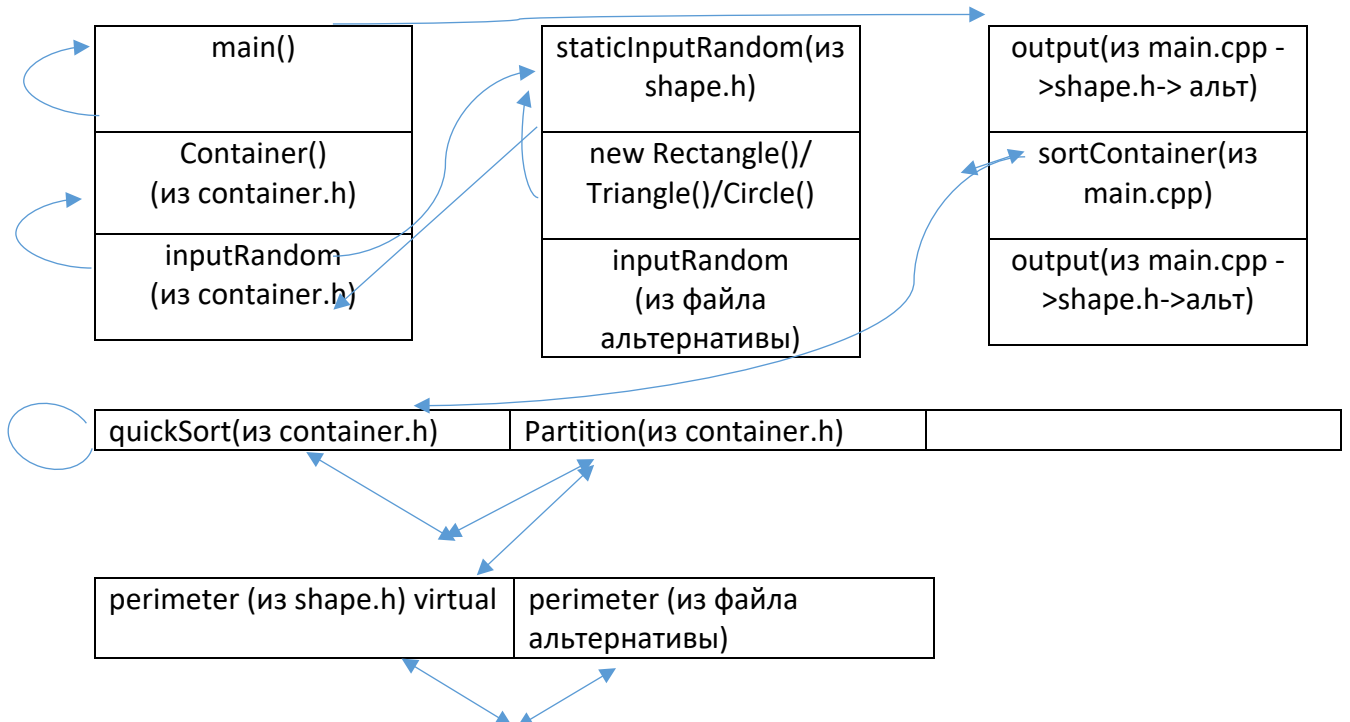 main()
Container()
(из container.h)
inputRandom
(из container.h)
staticInputRandom(из
shape.h)
new Rectangle()/
Triangle()/Circle()
inputRandom
(из файла
альтернативы)
output(из main.cpp -
>shape.h-> альт)
sortContainer(из
main.cpp)
output(из main.cpp -
>shape.h->альт)
quickSort(из container.h)
Partition(из container.h)
perimeter (из shape.h) virtual
perimeter (из файла
альтернативы)